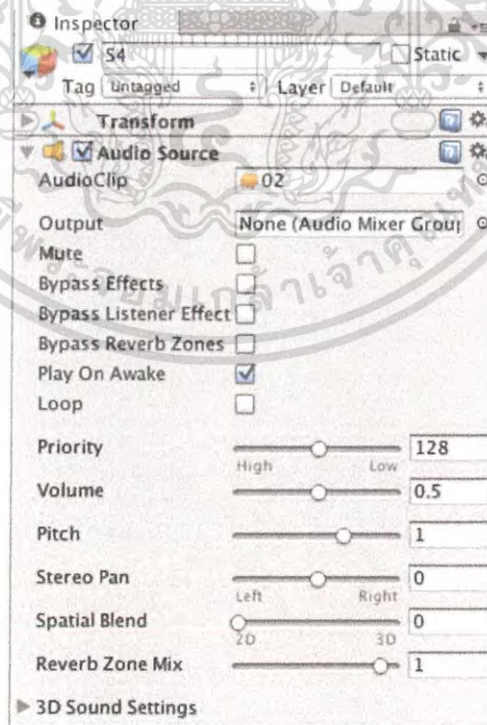 Inspector
S4 Static
Tag Untagged Layer Default
Transform
Audio Source
AudioClip 02
Output None (Audio Mixer Group
Mute
Bypass Effects
Bypass Listener Effect
Bypass Reverb Zones
Play On Awake
Loop
Priority 128
High Low
Volume 0.5
Pitch 1
Stereo Pan 0
Left Right
Spatial Blend 0
2D 3D
Reverb Zone Mix 1
3D Sound Settings